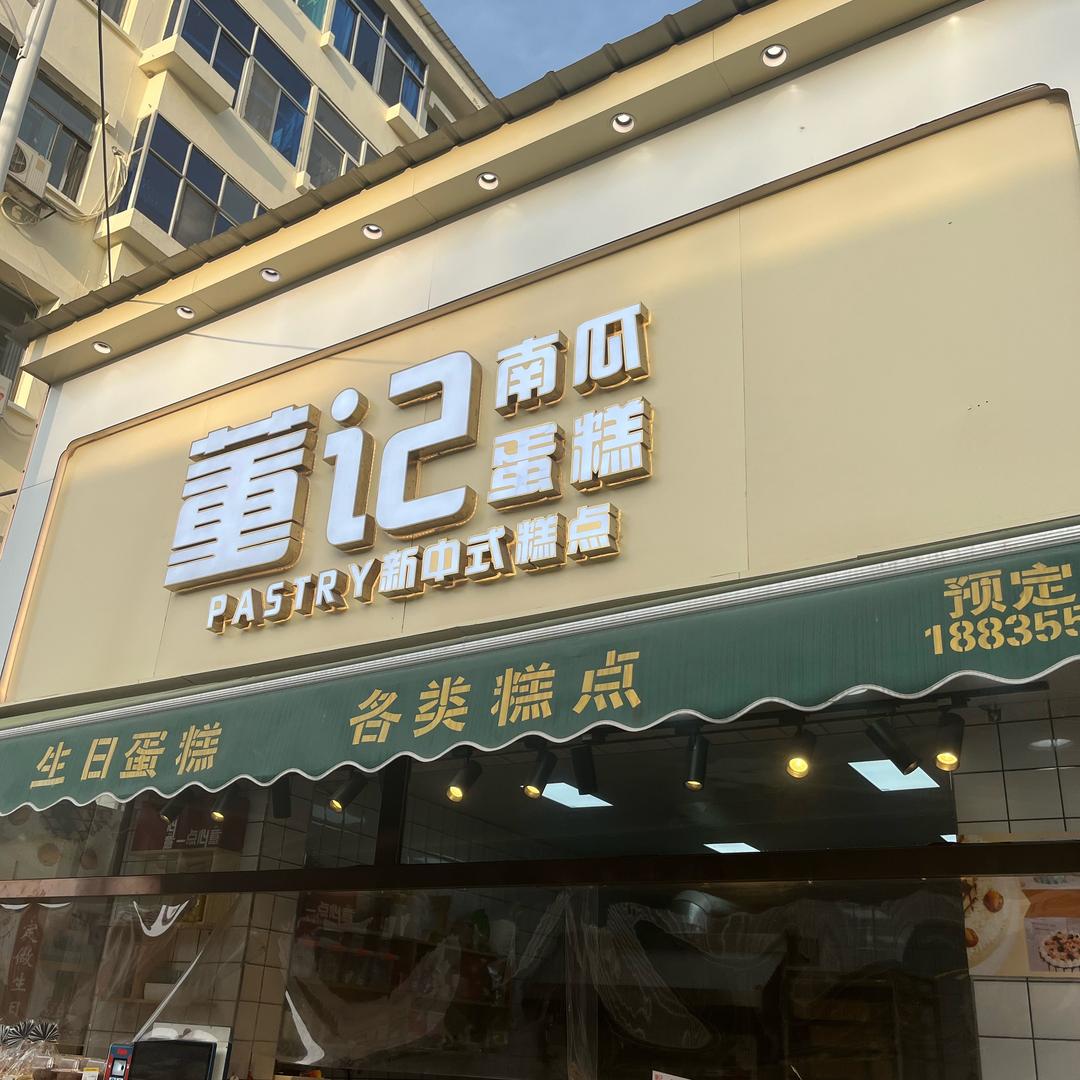 董记
南瓜
蛋糕
PASTRY新中式糕点
生日蛋糕
各类糕点
预定
188355